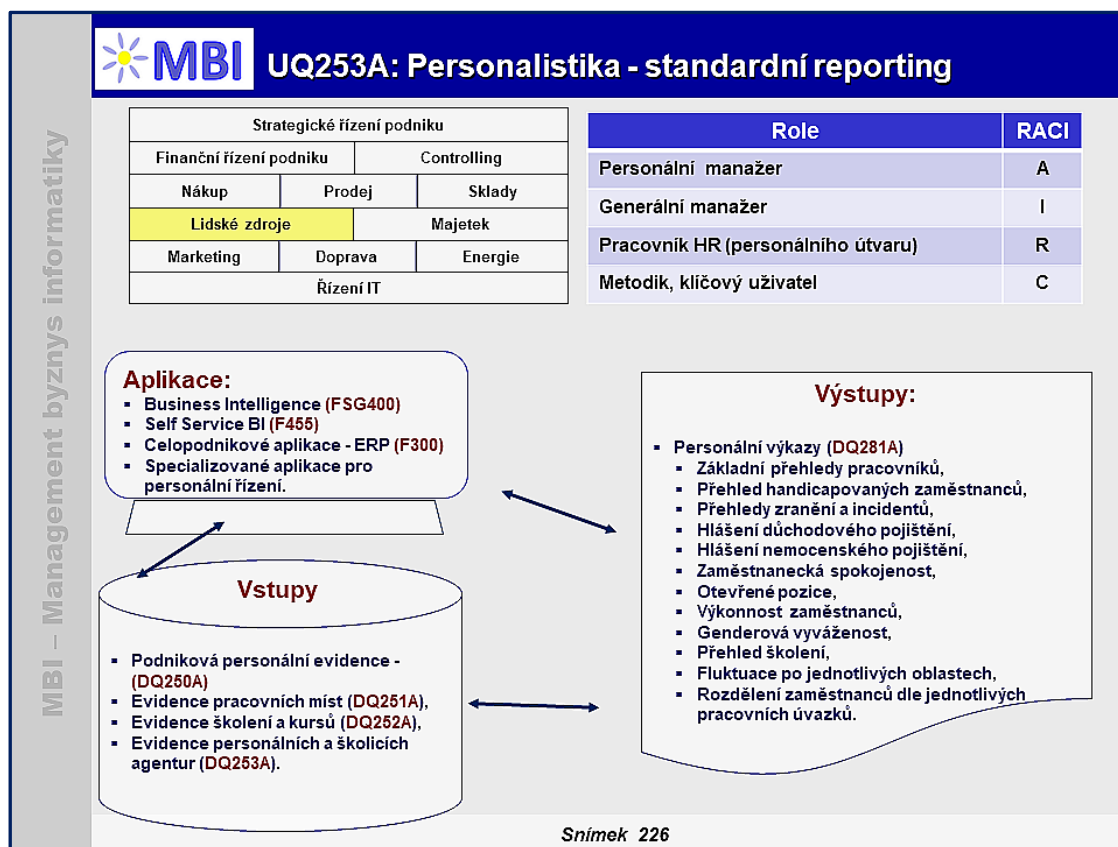 MBI
UQ253A: Personalistika - standardní reporting
MBI – Management byznys informatiky
Strategické řízení podniku
Finanční řízení podniku Controlling
Nákup Prodej Sklady
Lidské zdroje Majetek
Marketing Doprava Energie
Řízení IT
Role RACI
Personální manažer A
Generální manažer I
Pracovník HR (personálního útvaru) R
Metodik, klíčový uživatel C
Aplikace:
▪ Business Intelligence (FSG400)
▪ Self Service BI (F455)
▪ Celopodnikové aplikace - ERP (F300)
▪ Specializované aplikace pro
personální řízení.
Vstupy
▪ Podniková personální evidence -
(DQ250A)
▪ Evidence pracovních míst (DQ251A),
▪ Evidence školení a kursů (DQ252A),
▪ Evidence personálních a školicích
agentur (DQ253A).
Výstupy:
▪ Personální výkazy (DQ281A)
▪ Základní přehledy pracovníků,
▪ Přehled handicapovaných zaměstnanců,
▪ Přehledy zranění a incidentů,
▪ Hlášení důchodového pojištění,
▪ Hlášení nemocenského pojištění,
▪ Zaměstnanecká spokojenost,
▪ Otevřené pozice,
▪ Výkonnost zaměstnanců,
▪ Genderová vyváženost,
▪ Přehled školení,
▪ Fluktuace po jednotlivých oblastech,
▪ Rozdělení zaměstnanců dle jednotlivých
pracovních úvazků.
Snímek 226